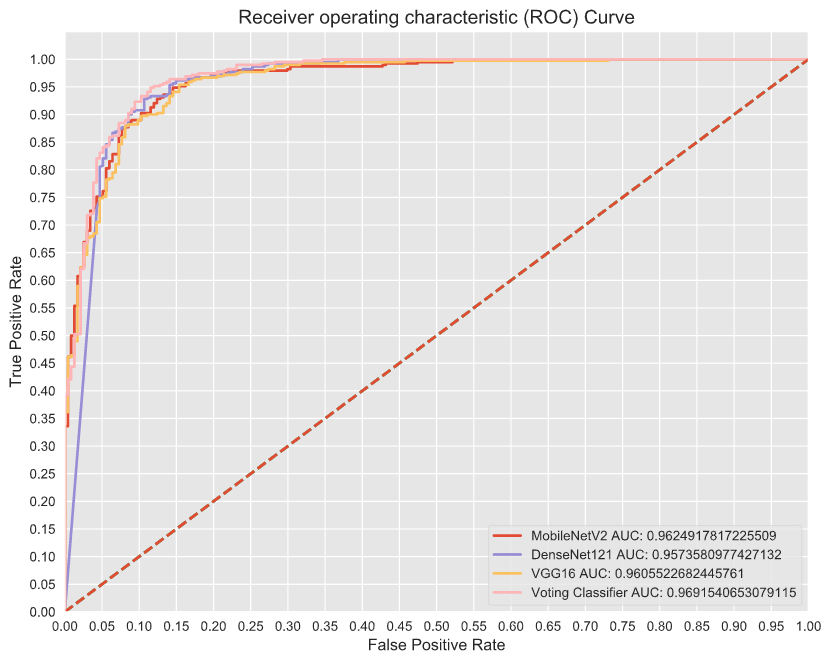 Receiver operating characteristic (ROC) Curve
True Positive Rate
1.00
0.95
0.90
0.85
0.80
0.75
0.70
0.65
0.60
0.55
0.50
0.45
0.40
0.35
0.30
0.25
0.20
0.15
0.10
0.05
0.00
MobileNetV2 AUC: 0.9624917817225509
DenseNet121 AUC: 0.9573580977427132
VGG16 AUC: 0.9605522682445761
Voting Classifier AUC: 0.9691540653079115
0.00 0.05 0.10 0.15 0.20 0.25 0.30 0.35 0.40 0.45 0.50 0.55 0.60 0.65 0.70 0.75 0.80 0.85 0.90 0.95 1.00
False Positive Rate